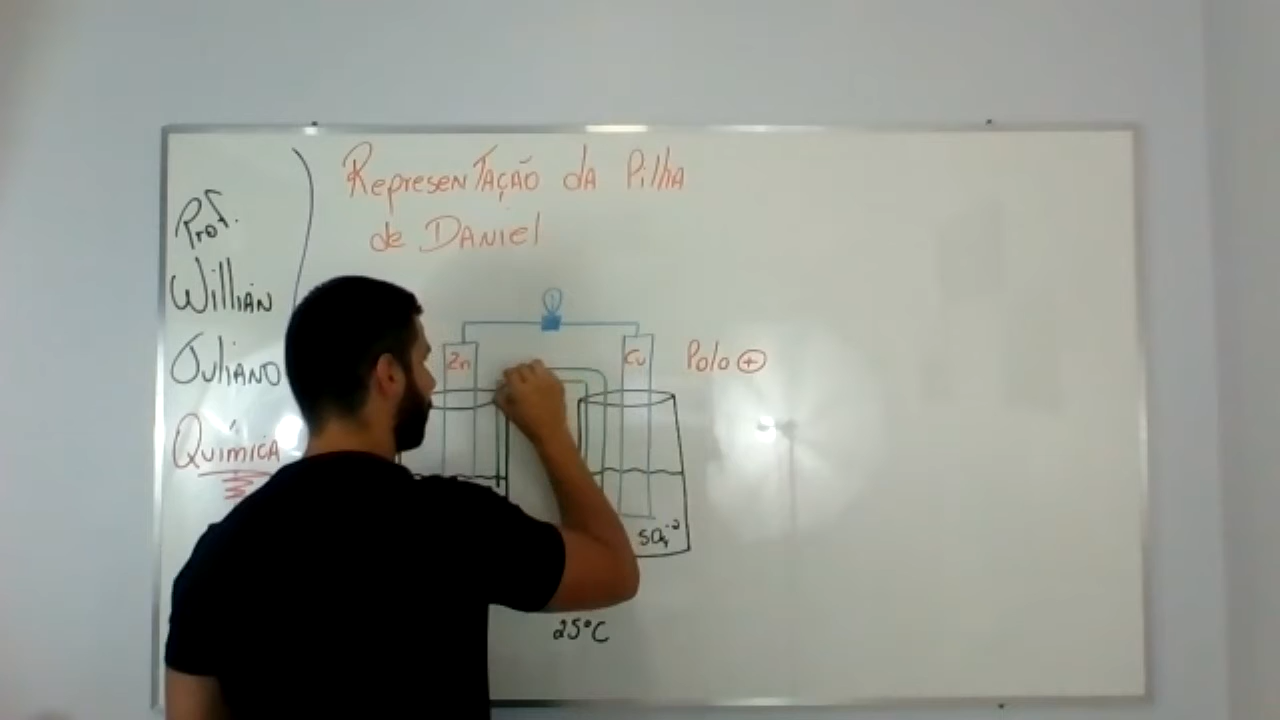 Prof.
Willian
Juliano
Química
Representação da Pilha
de Daniel
Zn
Cu
Polo ⊕
SO₄⁻²
25°C